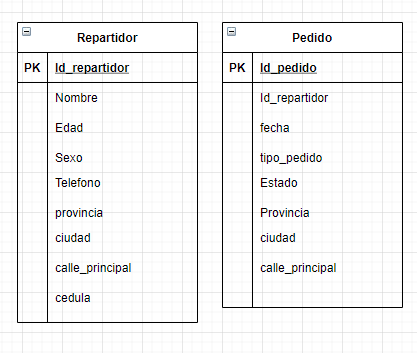 Repartidor
PK Id_repartidor
Nombre
Edad
Sexo
Telefono
provincia
ciudad
calle_principal
cedula
Pedido
PK Id_pedido
Id_repartidor
fecha
tipo_pedido
Estado
Provincia
ciudad
calle_principal